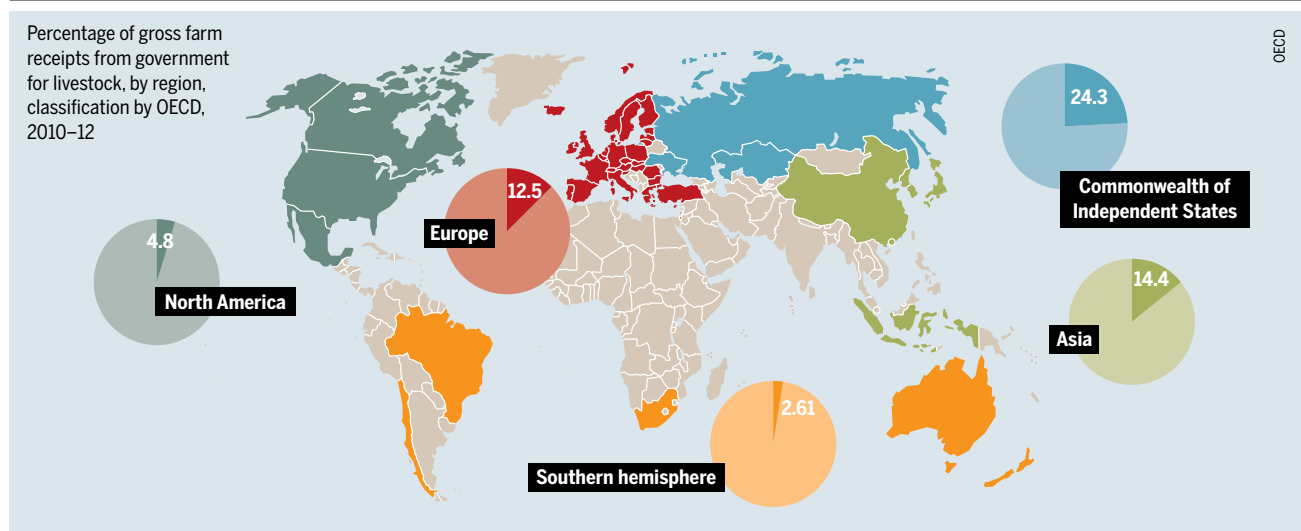 Percentage of gross farm
receipts from government
for livestock, by region,
classification by OECD,
2010–12
OECD
24.3
Commonwealth of
Independent States
12.5
Europe
4.8
North America
14.4
Asia
2.61
Southern hemisphere